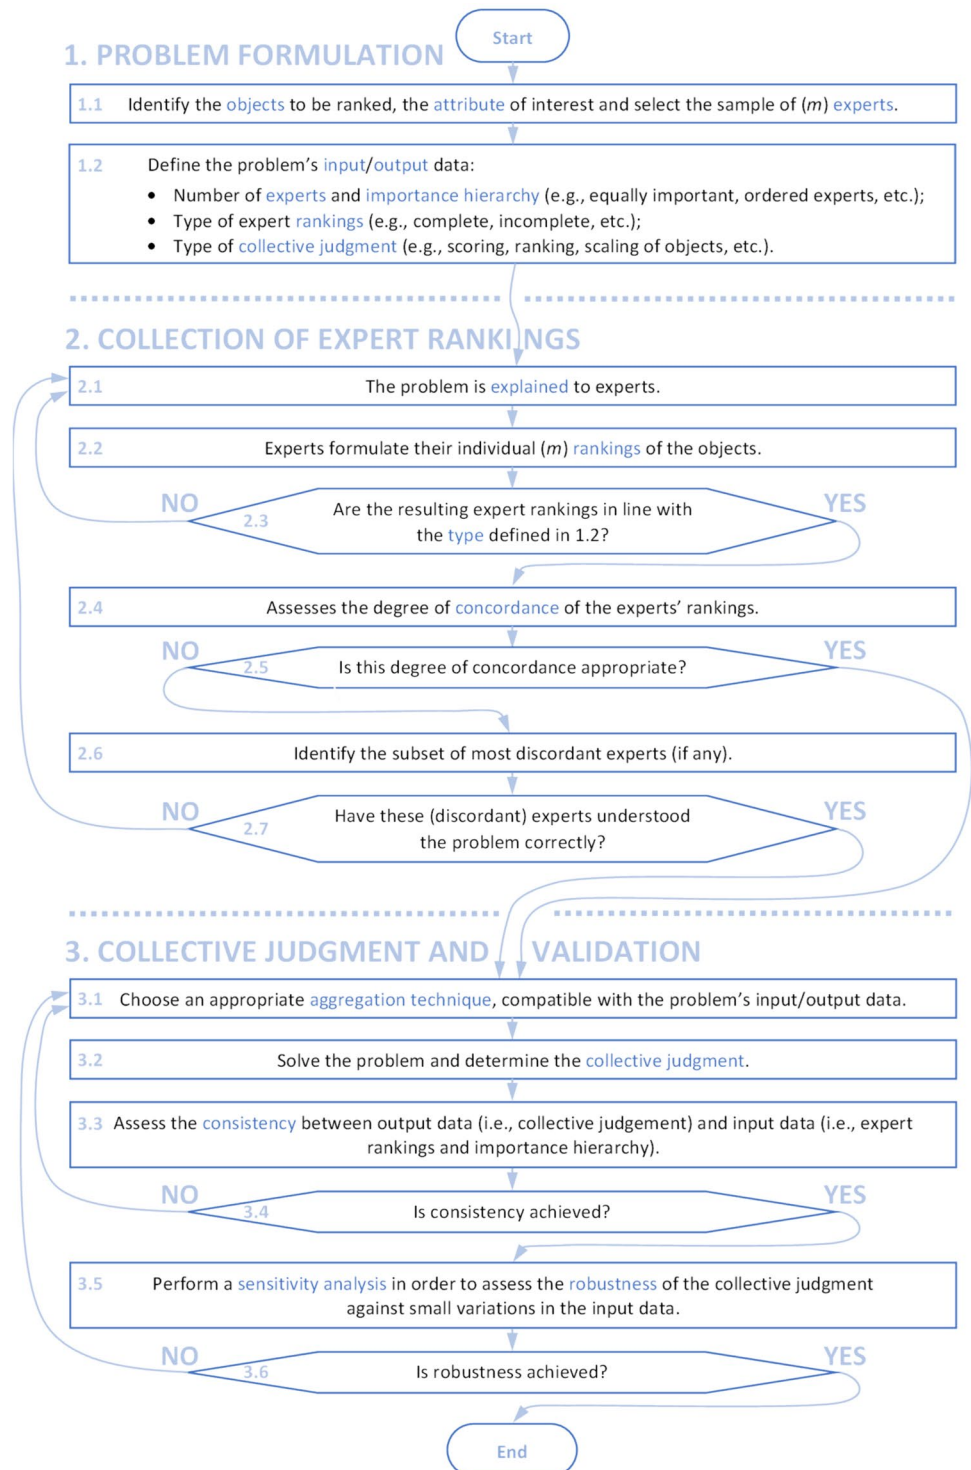 Start
1. PROBLEM FORMULATION
1.1 Identify the objects to be ranked, the attribute of interest and select the sample of (m) experts.
1.2 Define the problem's input/output data:
• Number of experts and importance hierarchy (e.g., equally important, ordered experts, etc.);
• Type of expert rankings (e.g., complete, incomplete, etc.);
• Type of collective judgment (e.g., scoring, ranking, scaling of objects, etc.).
2. COLLECTION OF EXPERT RANKINGS
2.1 The problem is explained to experts.
2.2 Experts formulate their individual (m) rankings of the objects.
NO
YES
2.3 Are the resulting expert rankings in line with
the type defined in 1.2?
2.4 Assesses the degree of concordance of the experts' rankings.
NO
YES
2.5 Is this degree of concordance appropriate?
2.6 Identify the subset of most discordant experts (if any).
NO
YES
2.7 Have these (discordant) experts understood
the problem correctly?
3. COLLECTIVE JUDGMENT AND VALIDATION
3.1 Choose an appropriate aggregation technique, compatible with the problem's input/output data.
3.2 Solve the problem and determine the collective judgment.
3.3 Assess the consistency between output data (i.e., collective judgement) and input data (i.e., expert
rankings and importance hierarchy).
NO
YES
3.4 Is consistency achieved?
3.5 Perform a sensitivity analysis in order to assess the robustness of the collective judgment
against small variations in the input data.
NO
YES
3.6 Is robustness achieved?
End